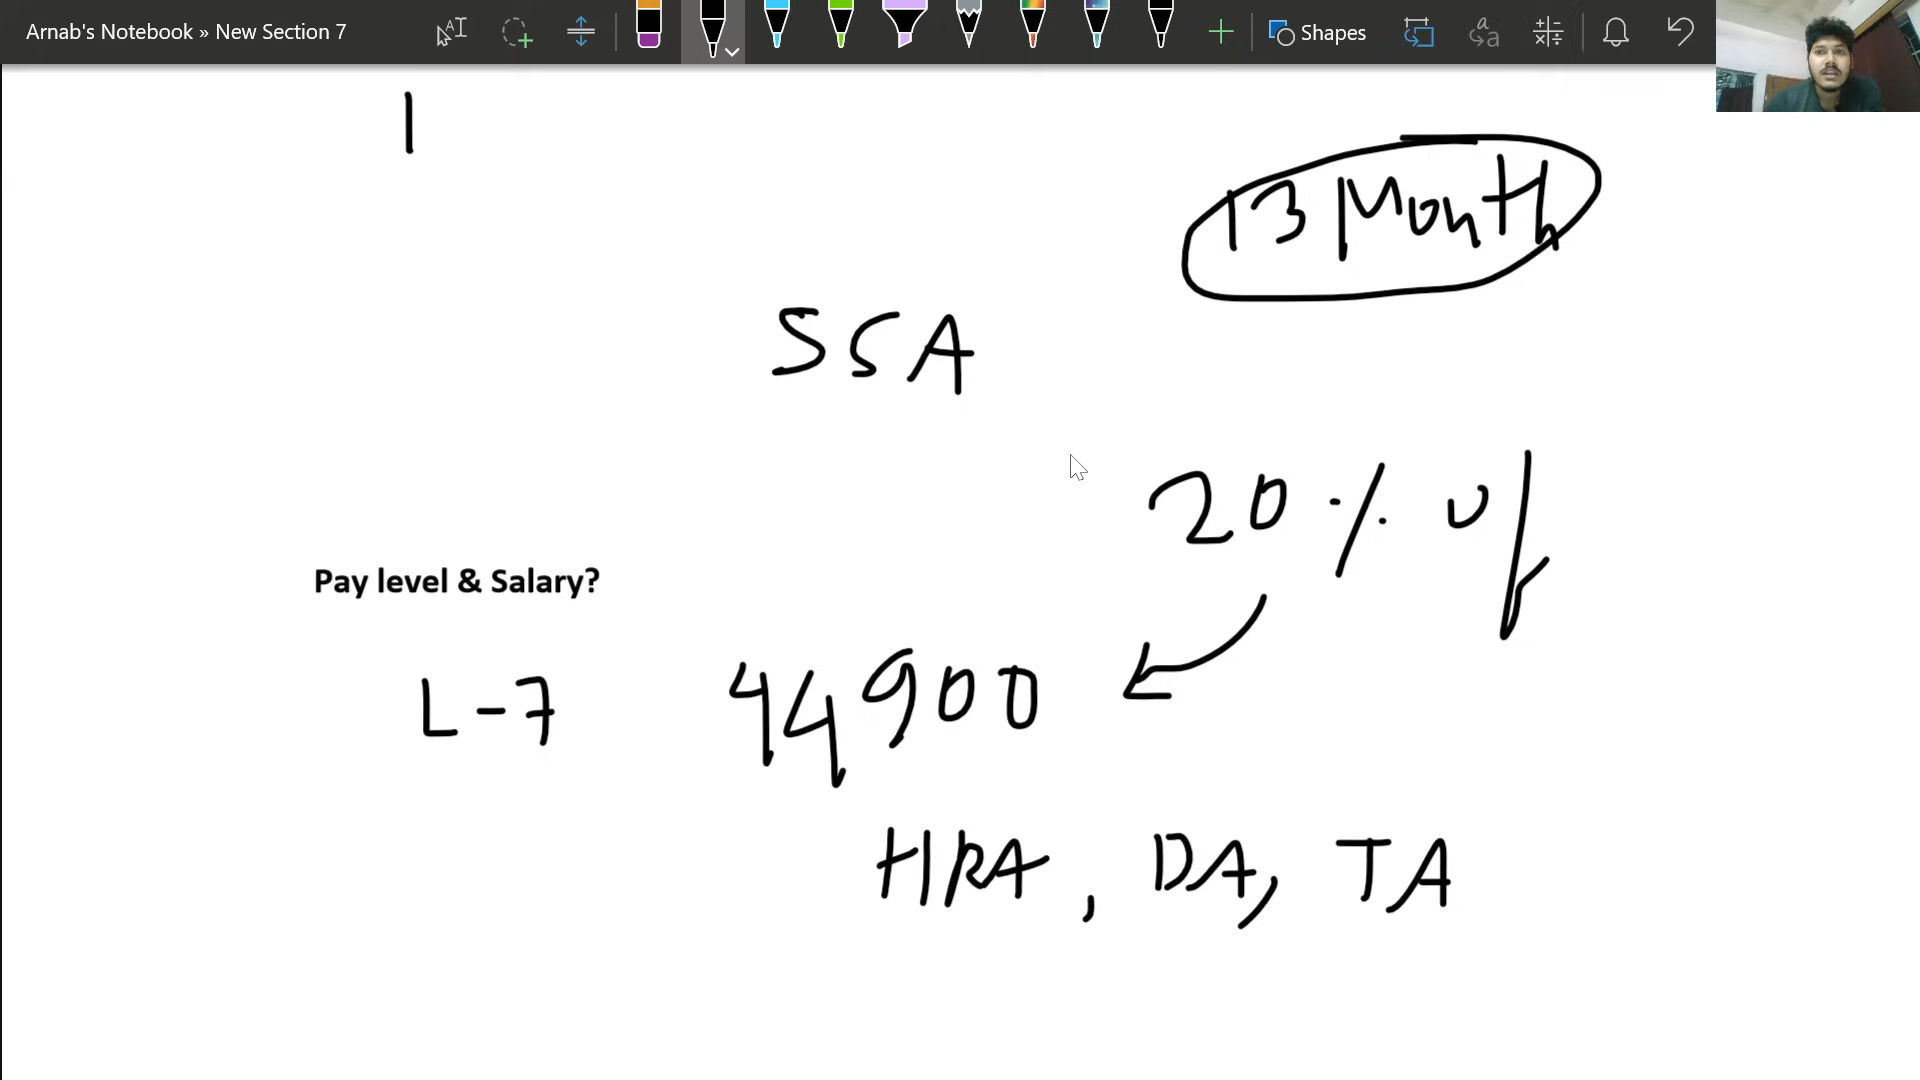 Arnab's Notebook » New Section 7
Shapes
13 Month
SSA
20% of
Pay level & Salary?
L-7 44900
HRA, DA, TA